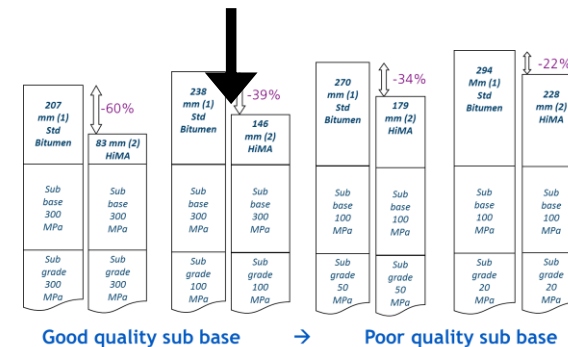 207
mm (1)
Std
Bitumen
-60%
83 mm (2)
HiMA
238
mm (1)
Std
Bitumen
-39%
146
mm (2)
HiMA
270
mm (1)
Std
Bitumen
-34%
179
mm (2)
HiMA
294
Mm (1)
Std
Bitumen
-22%
228
mm (2)
HiMA
Sub
base
300
MPa
Sub
base
300
MPa
Sub
base
300
MPa
Sub
base
300
MPa
Sub
base
100
MPa
Sub
base
100
MPa
Sub
base
100
MPa
Sub
base
100
MPa
Sub
grade
300
MPa
Sub
grade
300
MPa
Sub
grade
100
MPa
Sub
grade
100
MPa
Sub
grade
50
MPa
Sub
grade
50
MPa
Sub
grade
20
MPa
Sub
grade
20
MPa
Good quality sub base → Poor quality sub base